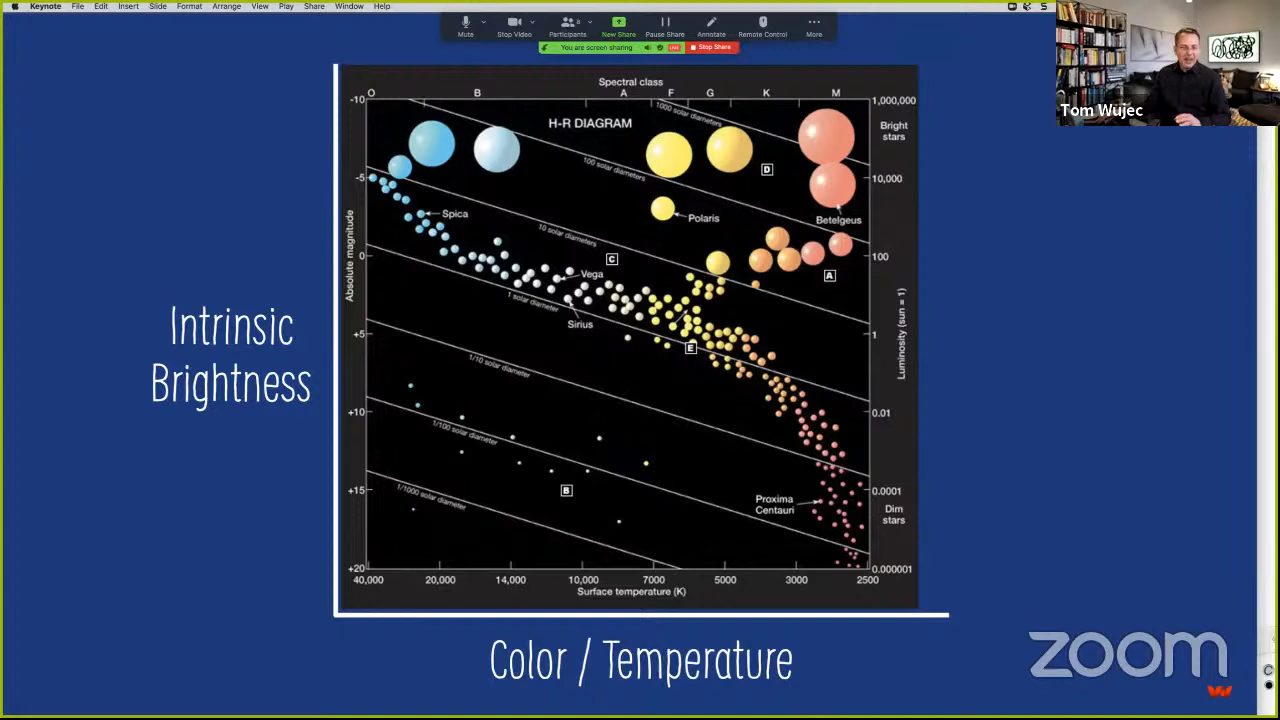 Keynote File Edit Insert Slide Format Arrange View Play Share Window Help
Mute Stop Video Participants 8 New Share Pause Share Annotate Remote Control More
You are screen sharing LIVE Stop Share
Tom Wujec
Spectral class
O B A F G K M
-10 1,000,000
1000 solar diameters
H-R DIAGRAM
Bright
stars
100 solar diameters
D
-5 10,000
Spica
Polaris
Betelgeus
10 solar diameters
C
0 100
Vega
A
1 solar diameter
Sirius
+5 1
E
1/10 solar diameter
+10 0.01
1/100 solar diameter
B
+15 0.0001
1/1000 solar diameter
Proxima
Centauri
Dim
stars
+20 0.000001
40,000 20,000 14,000 10,000 7000 5000 3000 2500
Surface temperature (K)
Absolute magnitude
Luminosity (sun = 1)
Intrinsic
Brightness
Color / Temperature
zoom